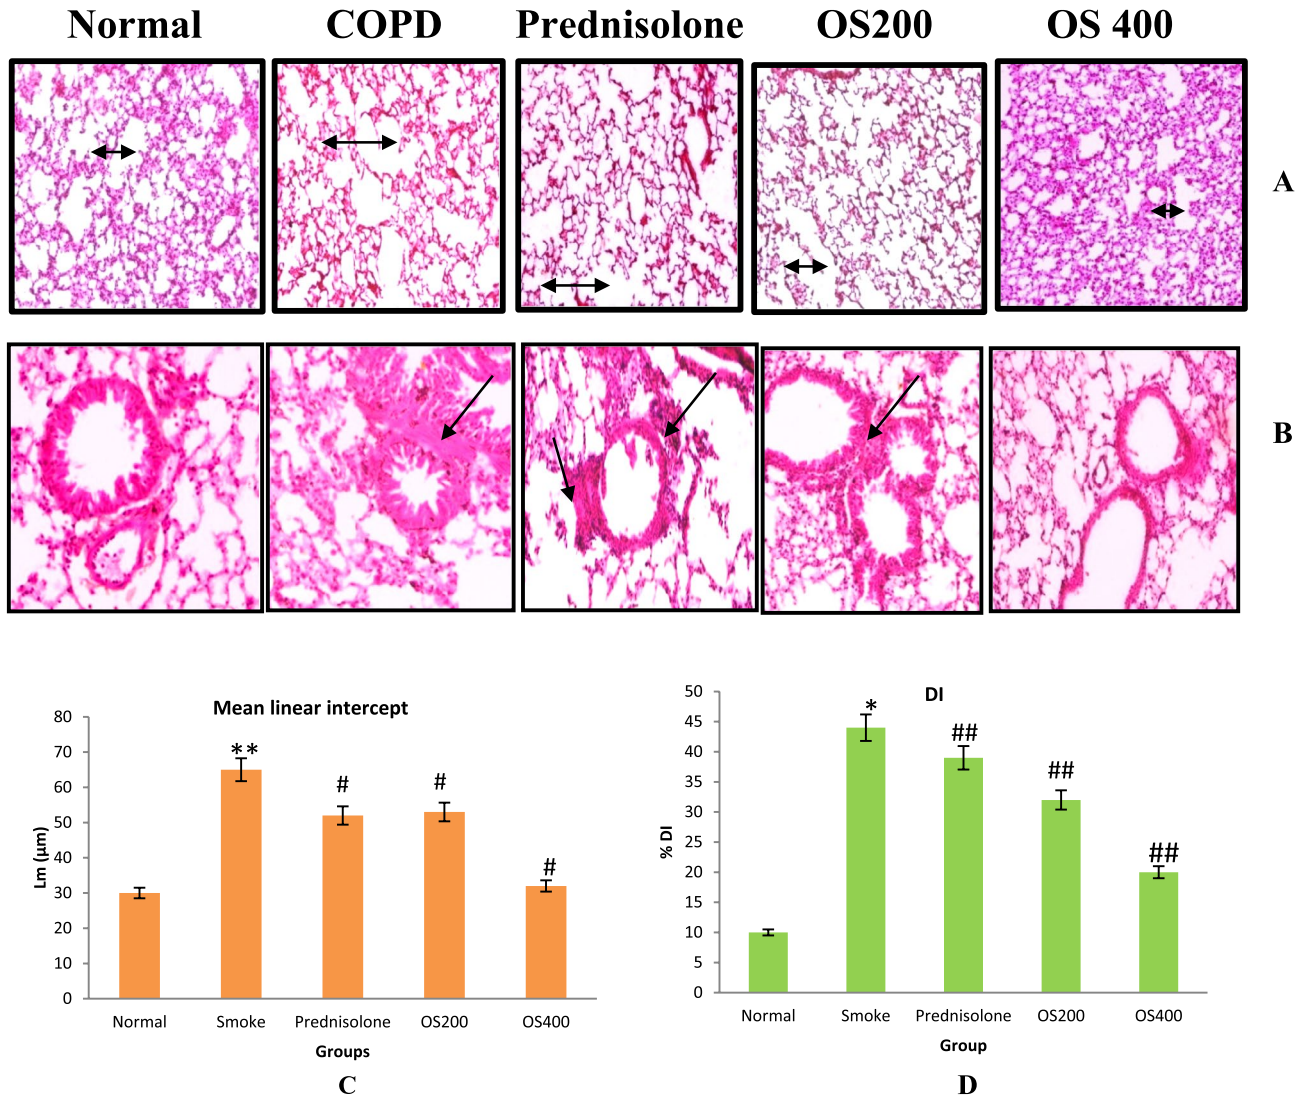 Normal COPD Prednisolone OS200 OS 400
A
B
Mean linear intercept
Lm (µm)
80
70
60
50
40
30
20
10
0
**
#
#
#
Normal Smoke Prednisolone OS200 OS400
Groups
C
DI
% DI
50
45
40
35
30
25
20
15
10
5
0
*
##
##
##
Normal Smoke Prednisolone OS200 OS400
Group
D